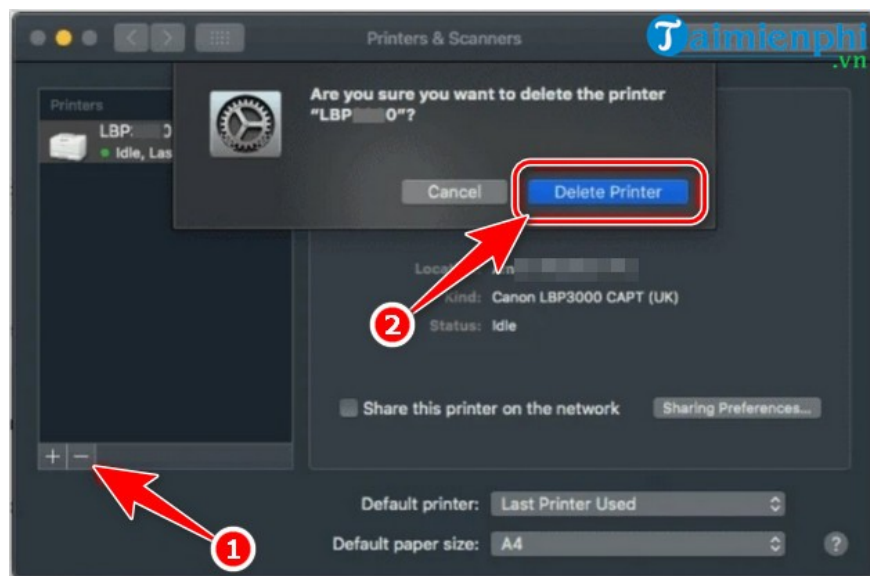 Printers & Scanners
Taimienphi
.vn
Printers
Are you sure you want to delete the printer
"LBP 0"?
LBP
Idle, Las
Cancel
Delete Printer
2
Kind: Canon LBP3000 CAPT (UK)
Status: Idle
Share this printer on the network
Sharing Preferences...
+ −
1
Default printer: Last Printer Used
Default paper size: A4
?